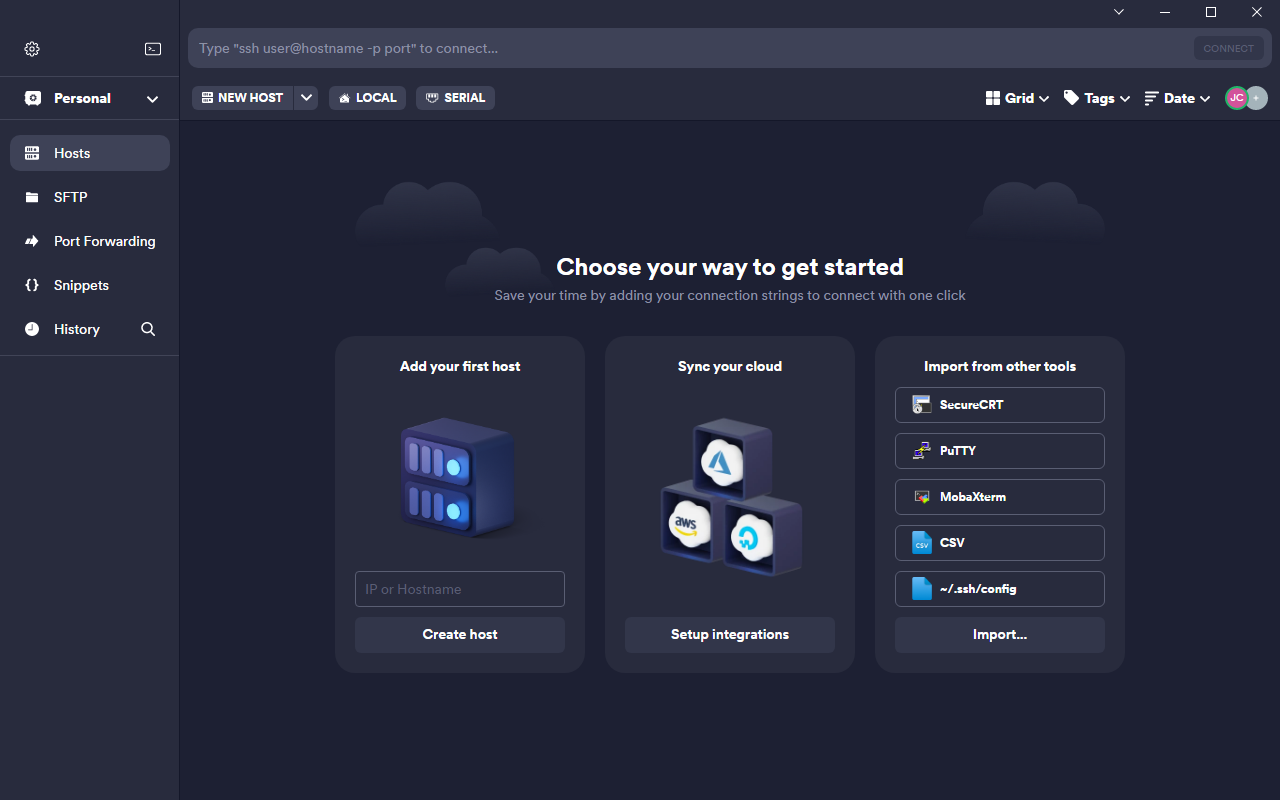 Type "ssh user@hostname -p port" to connect...
CONNECT
Personal
NEW HOST
LOCAL
SERIAL
Grid
Tags
Date
JC
+
Hosts
SFTP
Port Forwarding
Snippets
History
Choose your way to get started
Save your time by adding your connection strings to connect with one click
Add your first host
IP or Hostname
Create host
Sync your cloud
aws
Setup integrations
Import from other tools
SecureCRT
PuTTY
MobaXterm
CSV
CSV
~/.ssh/config
Import...